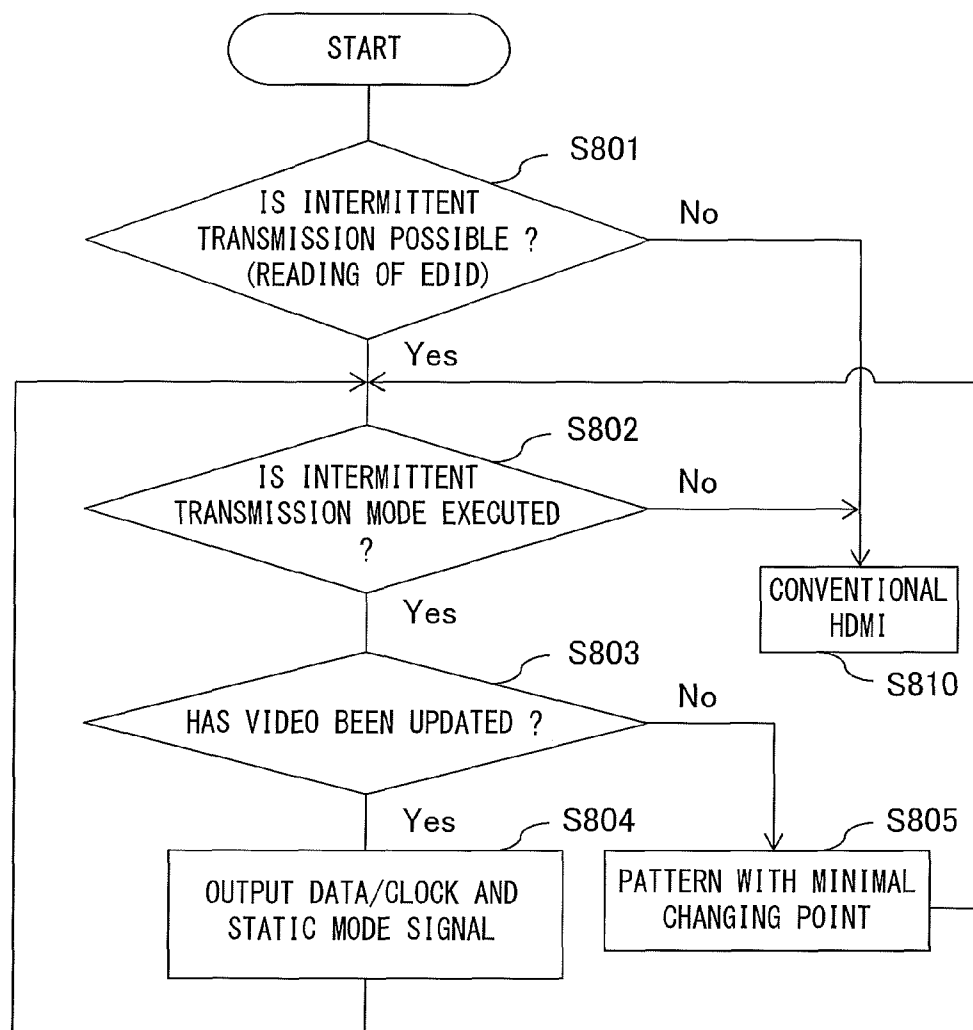 START
S801
IS INTERMITTENT
TRANSMISSION POSSIBLE ?
(READING OF EDID)
No
Yes
S802
IS INTERMITTENT
TRANSMISSION MODE EXECUTED
?
No
Yes
CONVENTIONAL
HDMI
S810
S803
HAS VIDEO BEEN UPDATED ?
No
Yes
S804
OUTPUT DATA/CLOCK AND
STATIC MODE SIGNAL
S805
PATTERN WITH MINIMAL
CHANGING POINT